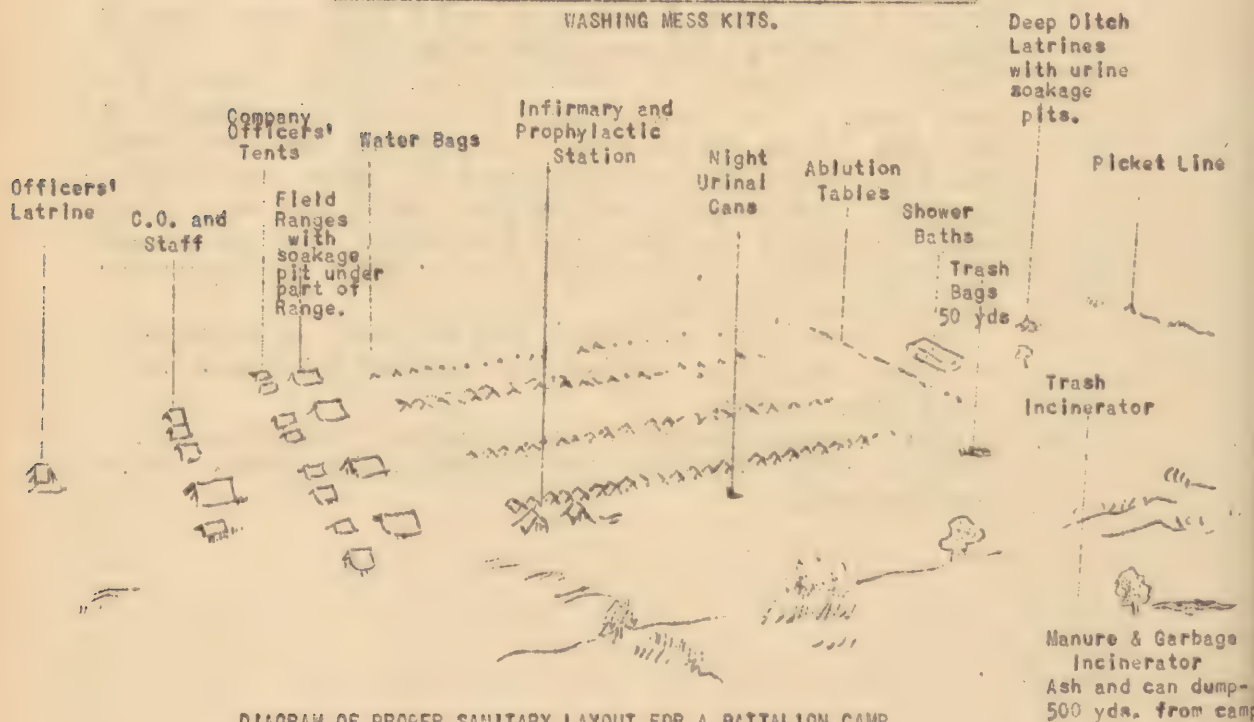 WASHING MESS KITS.
Deep Ditch
Latrines
with urine
soakage
pits.
Company
Officers'
Tents
Water Bags
Infirmary and
Prophylactic
Station
Night
Urinal
Cans
Ablution
Tables
Picket Line
Officers'
Latrine
C.O. and
Staff
Field
Ranges
with
soakage
pit under
part of
Range.
Shower
Baths
Trash
Bags
50 yds
Trash
Incinerator
Manure & Garbage
Incinerator
Ash and can dump-
500 yds. from camp
DIAGRAM OF PROPER SANITARY LAYOUT FOR A BATTALION CAMP